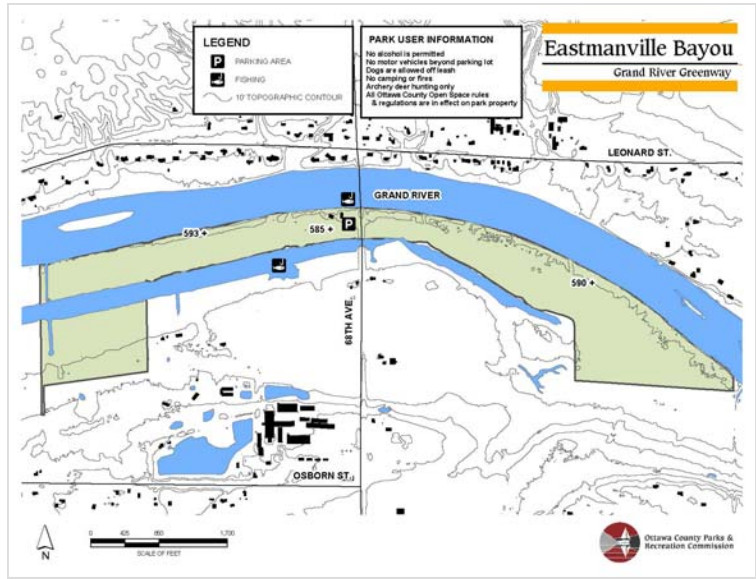 LEGEND
P PARKING AREA
FISHING
10' TOPOGRAPHIC CONTOUR
PARK USER INFORMATION
No alcohol is permitted
No motor vehicles beyond parking lot
Dogs are allowed off leash
No camping or fires
Archery deer hunting only
All Ottawa County Open Space rules
& regulations are in effect on park property
Eastmanville Bayou
Grand River Greenway
LEONARD ST.
GRAND RIVER
593 +
585 +
P
590 +
68TH AVE.
OSBORN ST.
N
0 425 850 1,700
SCALE OF FEET
Ottawa County Parks &
Recreation Commission